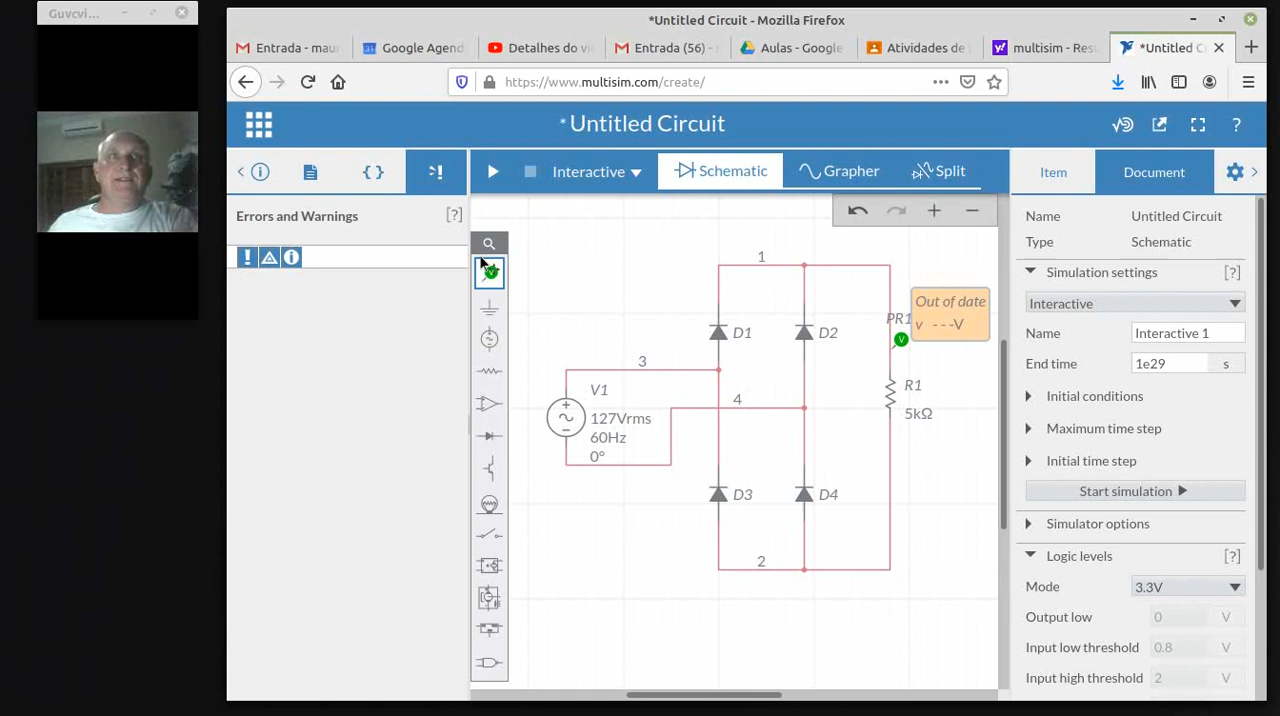 Guvcvi...
*Untitled Circuit - Mozilla Firefox
Entrada - mau
Google Agend
Detalhes do ví
Entrada (56) -
Aulas - Google
Atividades de
multisim - Res
*Untitled C
https://www.multisim.com/create/
* Untitled Circuit
Interactive
Schematic
Grapher
Split
Item
Document
Errors and Warnings
[?]
Name
Untitled Circuit
Type
Schematic
Simulation settings
[?]
Interactive
Name
Interactive 1
End time
1e29
s
Initial conditions
Maximum time step
Initial time step
Start simulation
Simulator options
Logic levels
[?]
Mode
3.3V
Output low
0
V
Input low threshold
0.8
V
Input high threshold
2
V
1
D1
D2
PR1
V
Out of date
v ---V
3
V1
127Vrms
60Hz
0°
4
R1
5kΩ
D3
D4
2